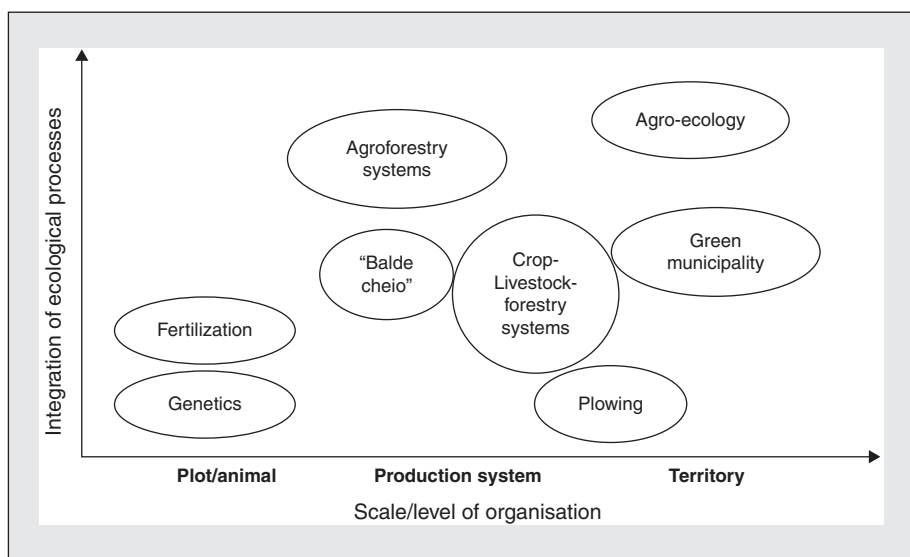 Integration of ecological processes
Agro-ecology
Agroforestry
systems
Green
municipality
“Balde
cheio”
Crop-
Livestock-
forestry
systems
Fertilization
Genetics
Plowing
Plot/animal
Production system
Territory
Scale/level of organisation